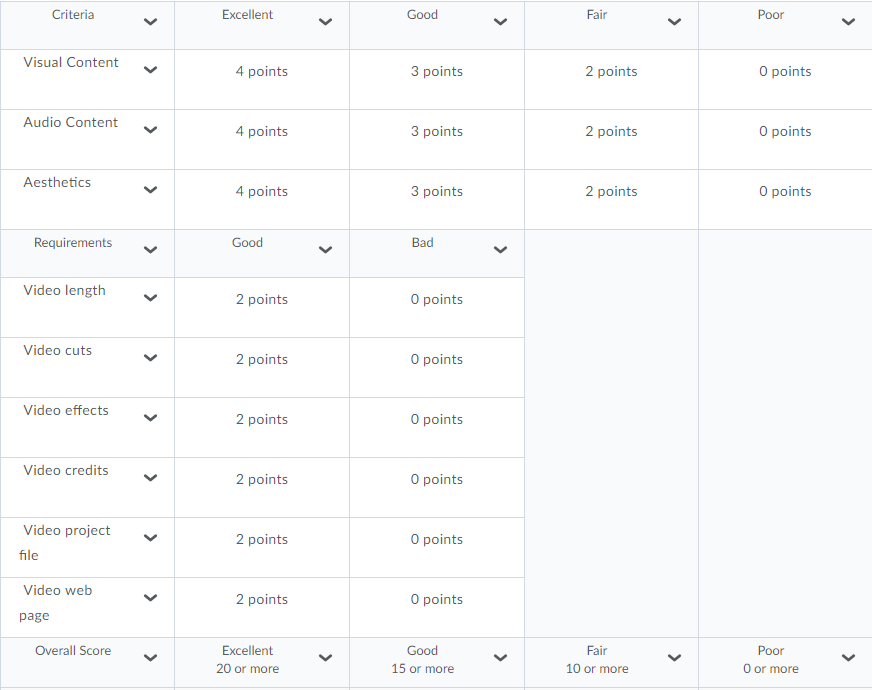 Criteria Excellent Good Fair Poor
Visual Content 4 points 3 points 2 points 0 points
Audio Content 4 points 3 points 2 points 0 points
Aesthetics 4 points 3 points 2 points 0 points
Requirements Good Bad
Video length 2 points 0 points
Video cuts 2 points 0 points
Video effects 2 points 0 points
Video credits 2 points 0 points
Video project
file
2 points 0 points
Video web
page
2 points 0 points
Overall Score Excellent Good Fair Poor
20 or more 15 or more 10 or more 0 or more